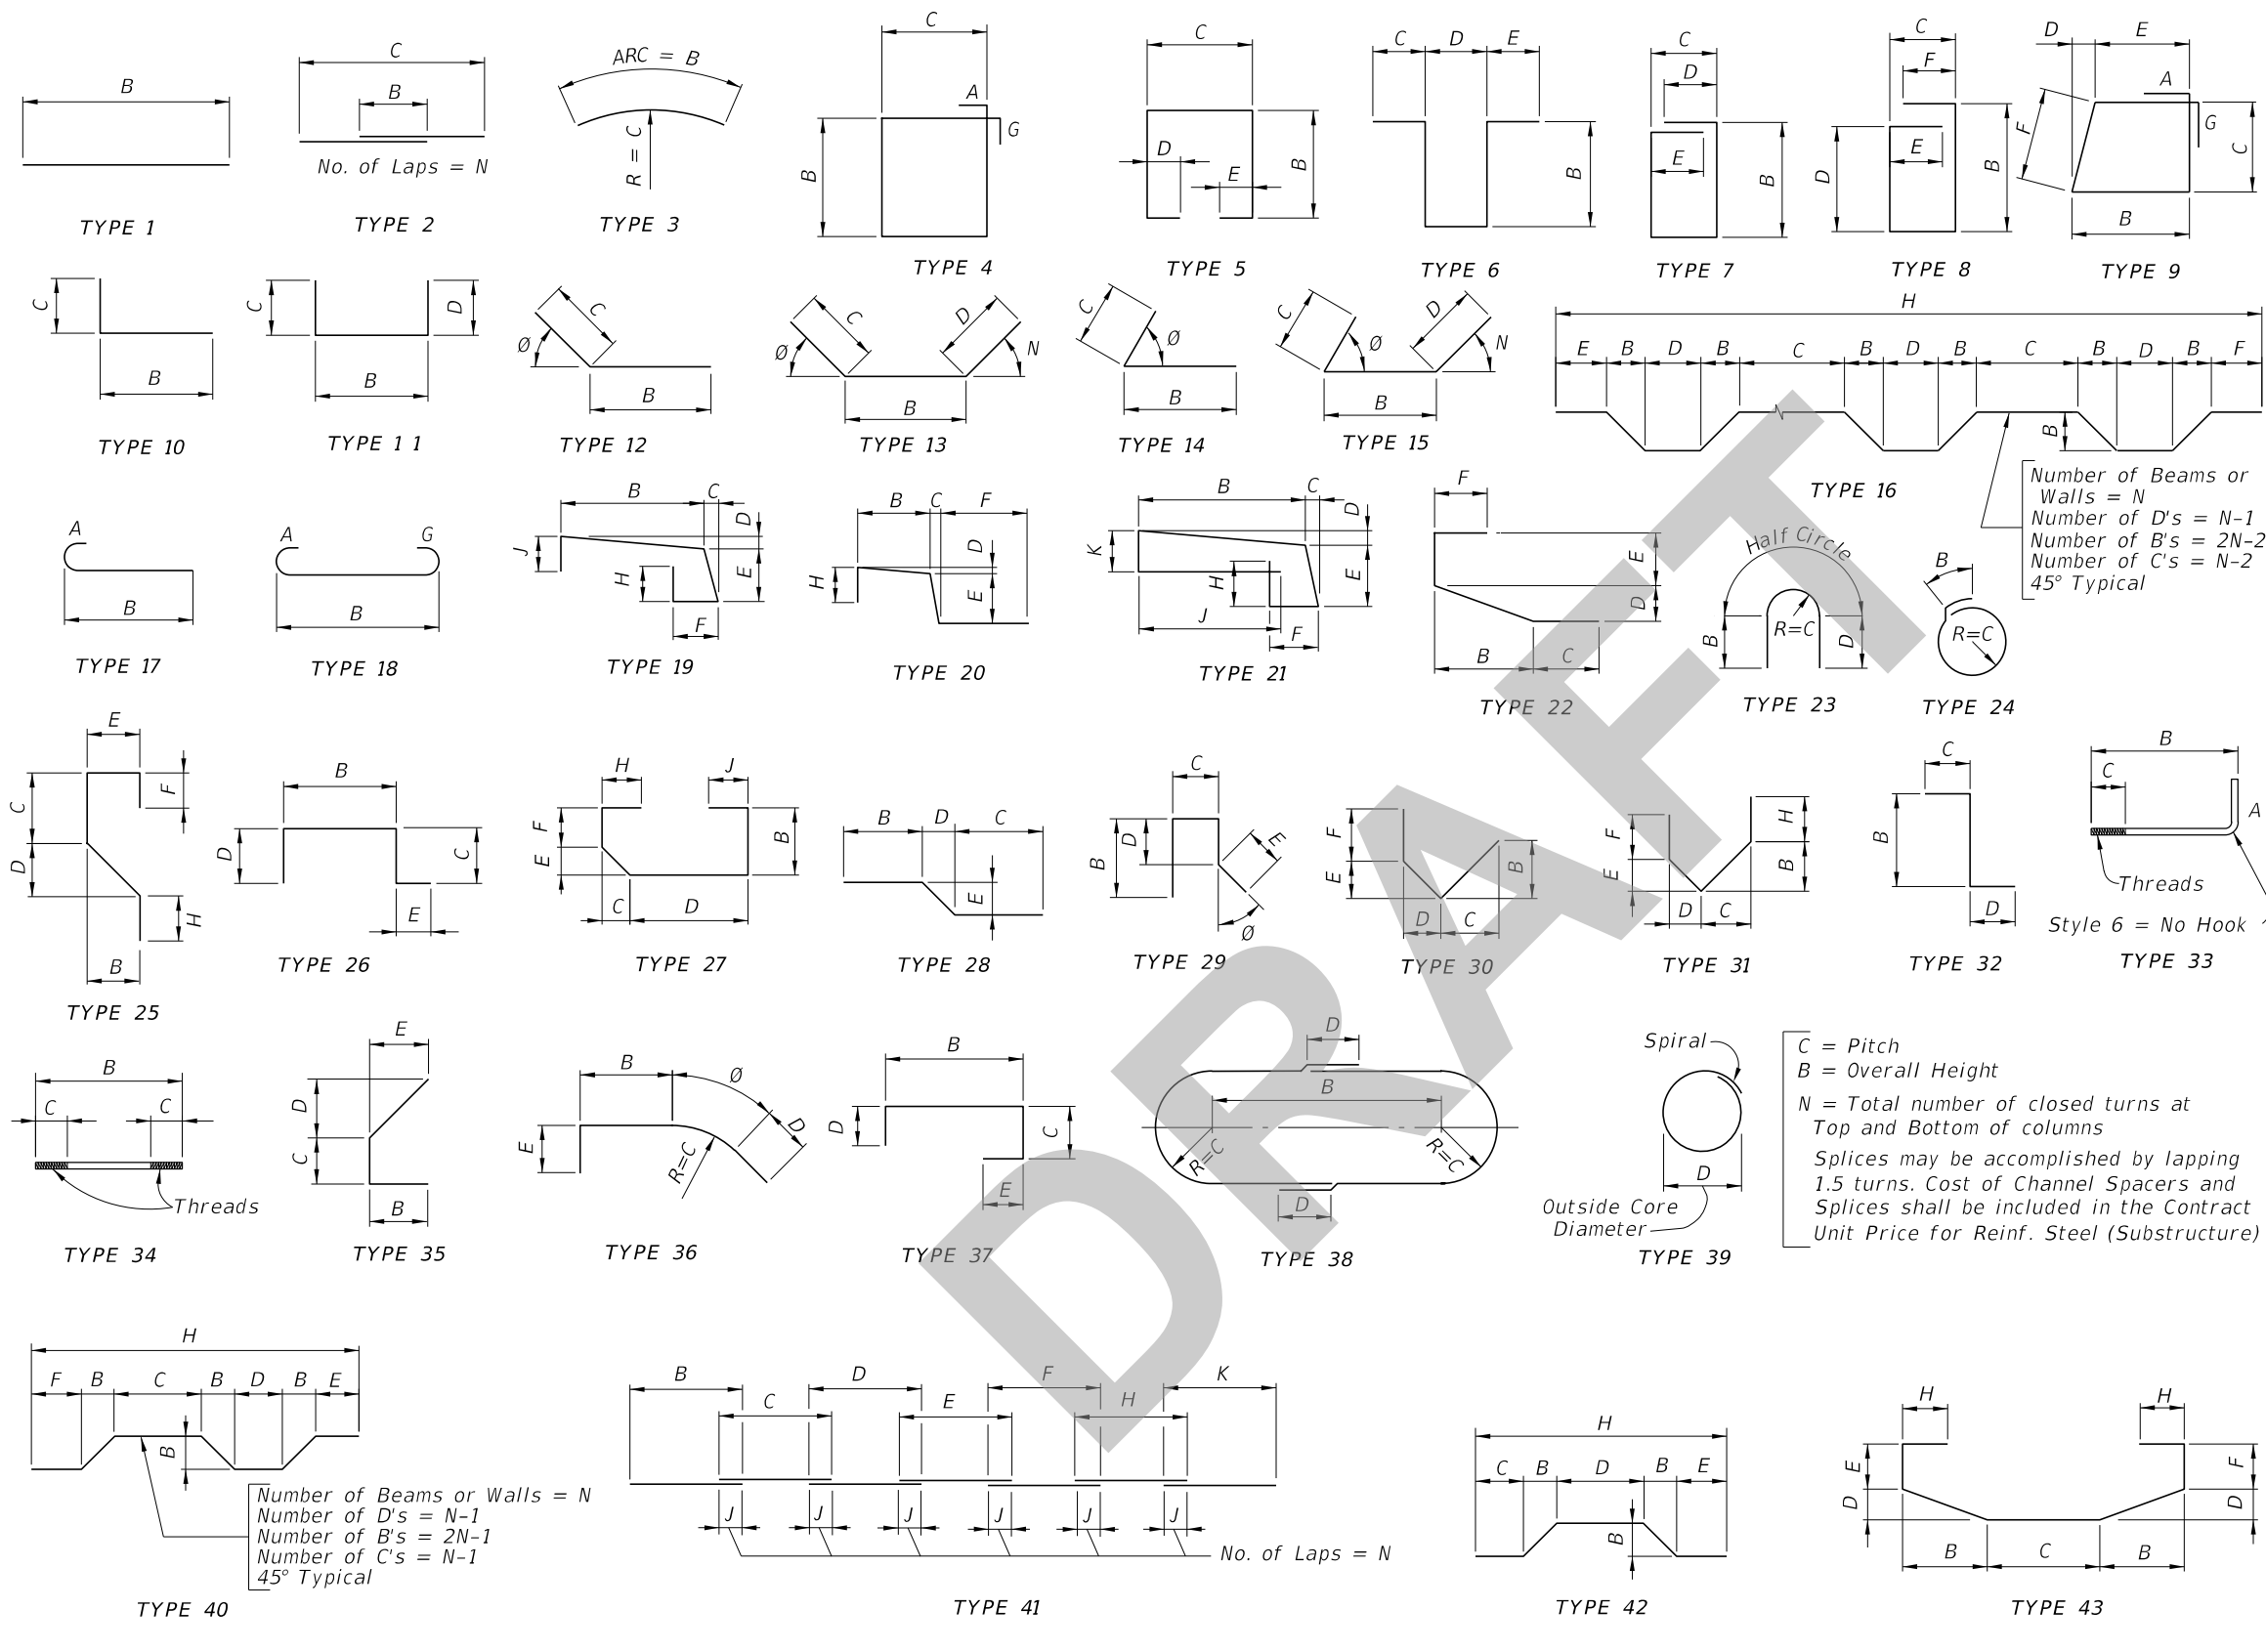 B
TYPE 1
C
B
No. of Laps = N
TYPE 2
ARC = B
R = C
TYPE 3
C
A
G
B
TYPE 4
C
D
E
B
TYPE 5
C D E
B
TYPE 6
C
D
E
B
TYPE 7
C
F
E
D
B
TYPE 8
D E
A
G
F
C
B
TYPE 9
C
B
TYPE 10
C
D
B
TYPE 11
C
Ø
B
TYPE 12
C
D
Ø
N
B
TYPE 13
C
Ø
B
TYPE 14
C
D
Ø
N
B
TYPE 15
H
E B D B C B D B C B D B F
B
TYPE 16
Number of Beams or
Walls = N
Number of D's = N-1
Number of B's = 2N-2
Number of C's = N-2
45° Typical
A
B
TYPE 17
A
G
B
TYPE 18
B C
D
J
H
E
F
TYPE 19
B C F
D
H
E
TYPE 20
B C
D
K
H
E
J
F
TYPE 21
F
E
D
B C
TYPE 22
Half Circle
R=C
B
D
TYPE 23
B
R=C
TYPE 24
E
F
C
D
H
B
TYPE 25
B
D
C
E
TYPE 26
H J
F
B
E
C D
TYPE 27
B D C
E
TYPE 28
C
D
B
E
Ø
TYPE 29
F
E
B
D C
TYPE 30
F
H
E
B
D C
TYPE 31
C
B
D
TYPE 32
B
C
A
Threads
Style 6 = No Hook
TYPE 33
B
C C
Threads
TYPE 34
E
D
C
B
TYPE 35
B
Ø
D
E
R=C
TYPE 36
B
D
C
E
TYPE 37
D
B
R=C R=C
D
TYPE 38
Spiral
D
Outside Core
Diameter
TYPE 39
C = Pitch
B = Overall Height
N = Total number of closed turns at
Top and Bottom of columns
Splices may be accomplished by lapping
1.5 turns. Cost of Channel Spacers and
Splices shall be included in the Contract
Unit Price for Reinf. Steel (Substructure)
H
F B C B D B E
B
Number of Beams or Walls = N
Number of D's = N-1
Number of B's = 2N-1
Number of C's = N-1
45° Typical
TYPE 40
B D F K
C E H
J J J J J J
No. of Laps = N
TYPE 41
H
C B D B E
B
TYPE 42
H H
E
F
D
D
B C B
TYPE 43
DRAFT